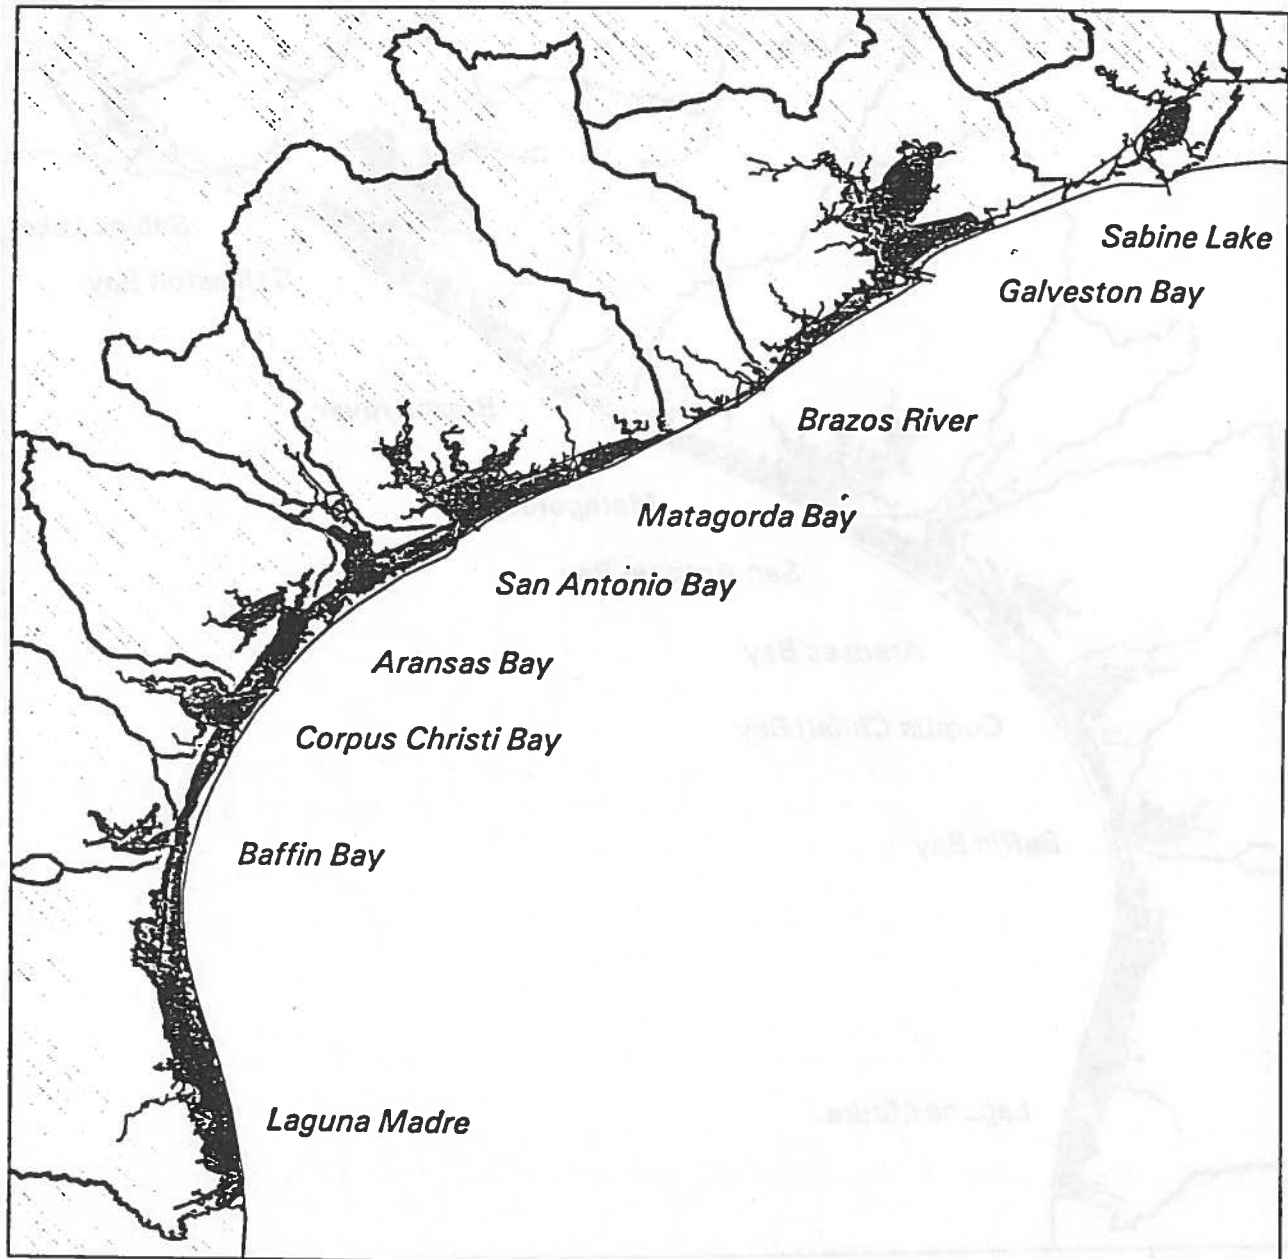 Sabine Lake
Galveston Bay
Brazos River
Matagorda Bay
San Antonio Bay
Aransas Bay
Corpus Christi Bay
Baffin Bay
Laguna Madre